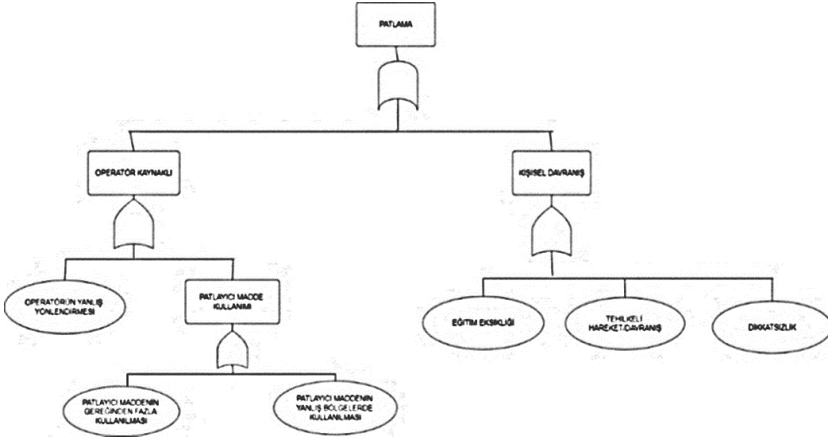 PATLAMA
OPERATÖR KAYNAKLI
KİŞİSEL DAVRANIŞ
OPERATÖRÜN YANLIŞ
YÖNLENDİRMESİ
PATLAYICI MADDE
KULLANIMI
EĞİTİM EKSİKLİĞİ
TEHLİKELİ
HAREKET/DAVRANIŞ
DİKKATSİZLİK
PATLAYICI MADDENİN
GEREĞİNDEN FAZLA
KULLANILMASI
PATLAYICI MADDENİN
YANLIŞ BÖLGELERDE
KULLANILMASI